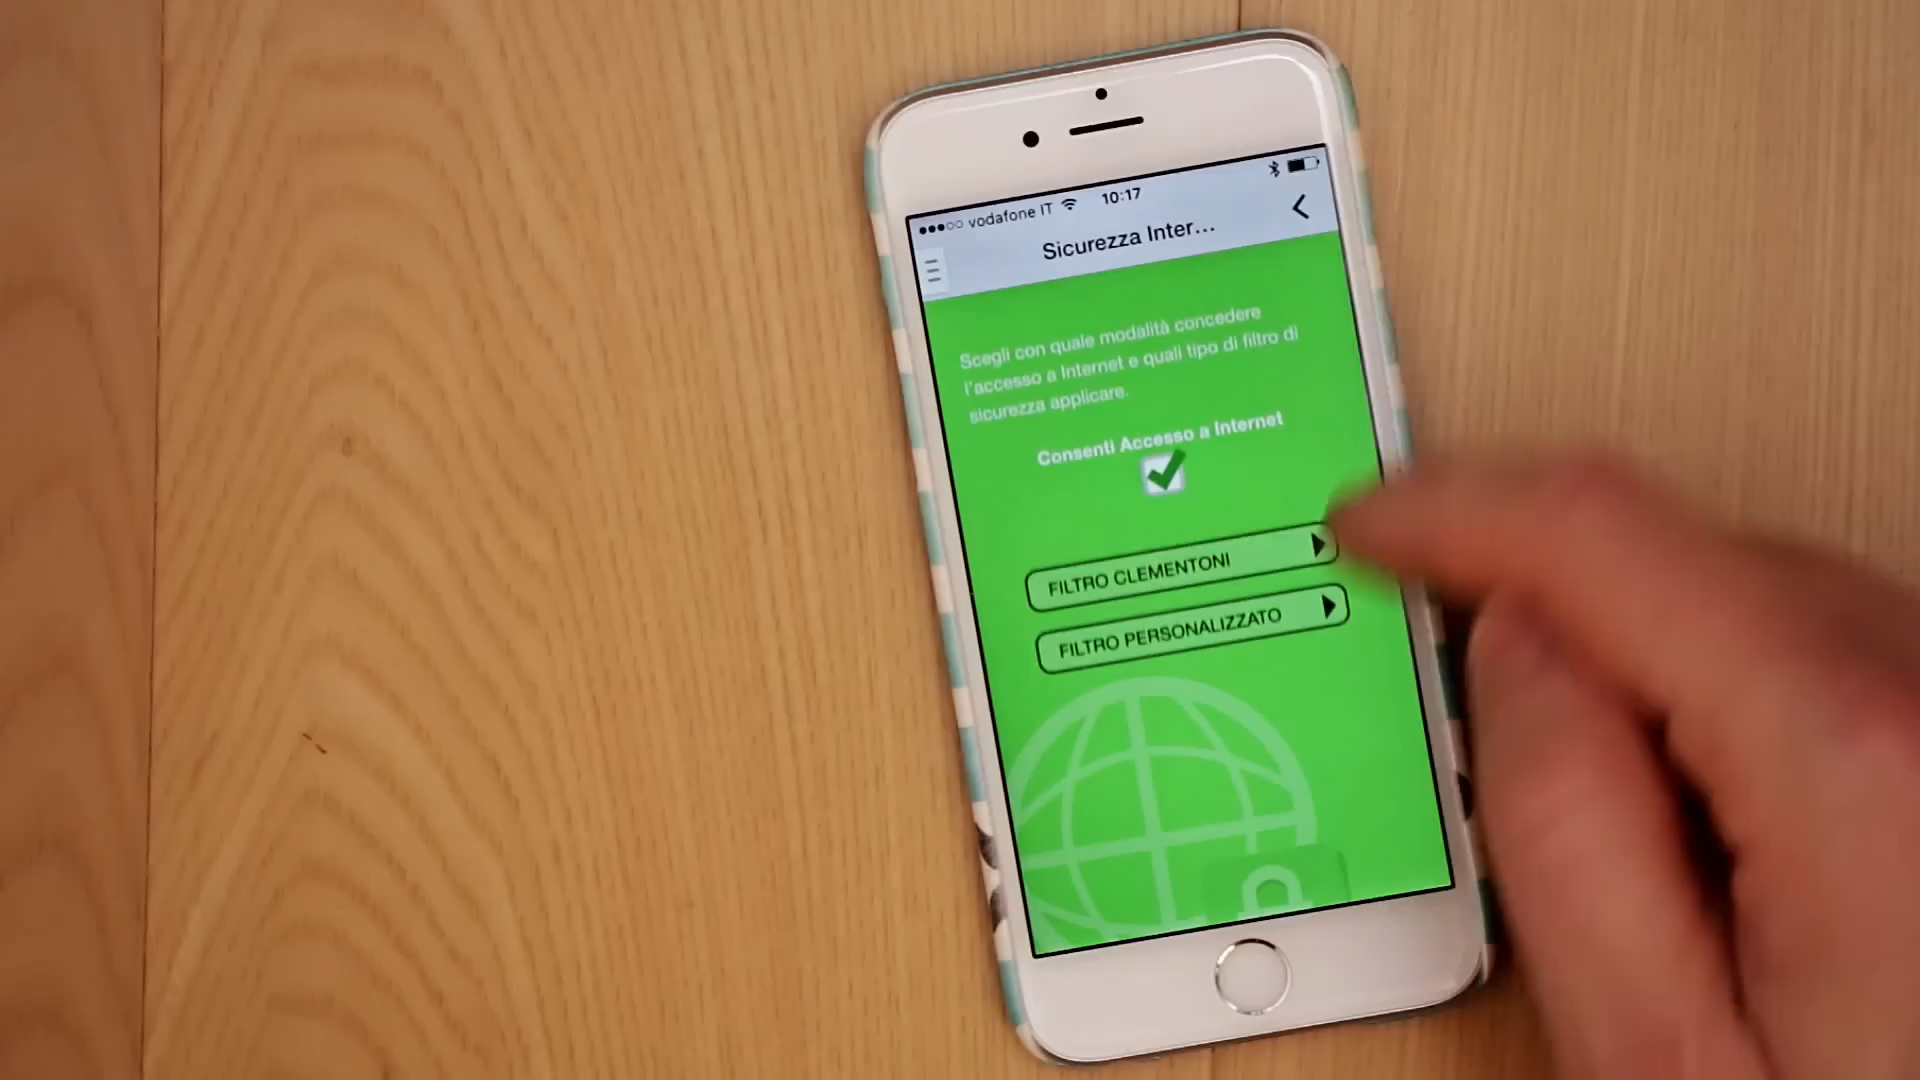 vodafone IT 10:17
Sicurezza Inter...
Scegli con quale modalità concedere
l'accesso a Internet e quali tipo di filtro di
sicurezza applicare.
Consenti Accesso a Internet
FILTRO CLEMENTONI
FILTRO PERSONALIZZATO